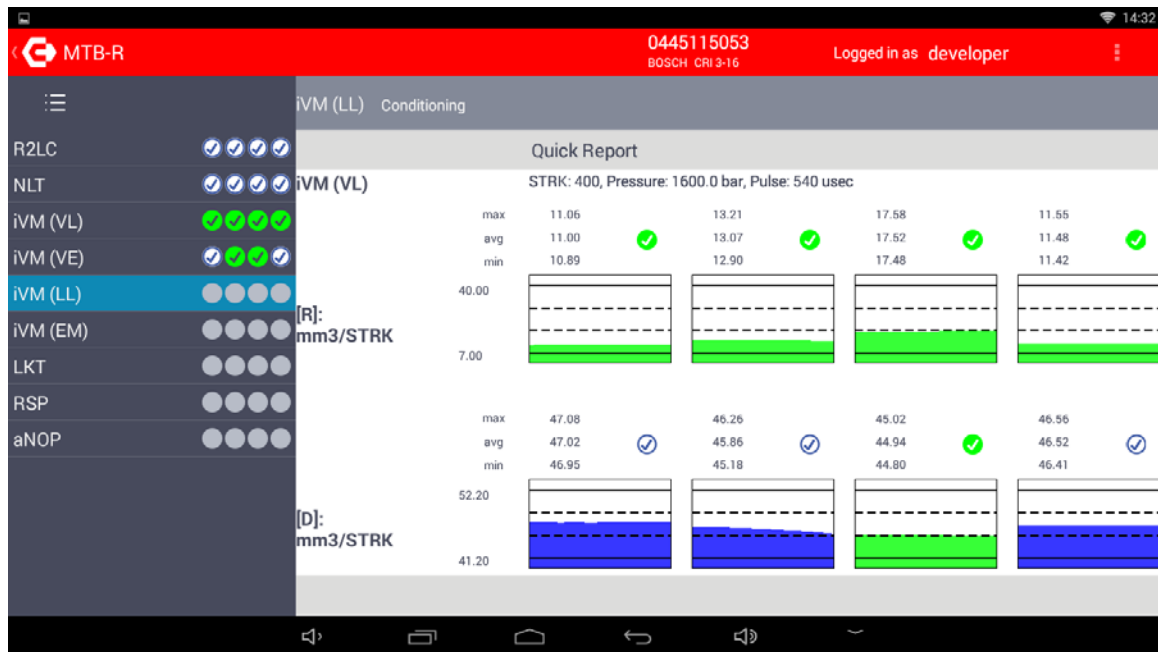 14:32
MTB-R
0445115053
BOSCH CRI 3-16
Logged in as developer
iVM (LL) Conditioning
R2LC
NLT
iVM (VL)
iVM (VE)
iVM (LL)
iVM (EM)
LKT
RSP
aNOP
Quick Report
iVM (VL) STRK: 400, Pressure: 1600.0 bar, Pulse: 540 usec
max 11.06 13.21 17.58 11.55
avg 11.00 13.07 17.52 11.48
min 10.89 12.90 17.48 11.42
40.00
[R]:
mm3/STRK
7.00
max 47.08 46.26 45.02 46.56
avg 47.02 45.86 44.94 46.52
min 46.95 45.18 44.80 46.41
52.20
[D]:
mm3/STRK
41.20